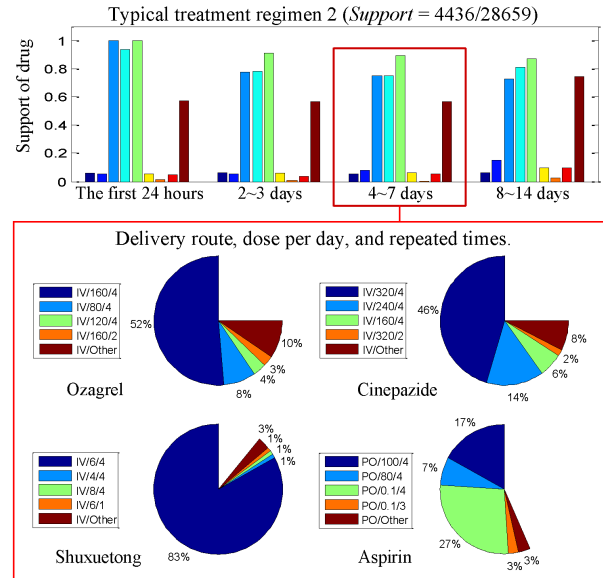 Typical treatment regimen 2 (Support = 4436/28659)
Support of drug
1
0.8
0.6
0.4
0.2
0
The first 24 hours
2~3 days
4~7 days
8~14 days
Delivery route, dose per day, and repeated times.
IV/160/4
IV/80/4
IV/120/4
IV/160/2
IV/Other
52%
8%
4%
3%
10%
Ozagrel
IV/320/4
IV/240/4
IV/160/4
IV/320/2
IV/Other
46%
14%
6%
2%
8%
Cinepazide
IV/6/4
IV/4/4
IV/8/4
IV/6/1
IV/Other
83%
1%
1%
1%
3%
Shuxuetong
PO/100/4
PO/80/4
PO/0.1/4
PO/0.1/3
PO/Other
17%
7%
27%
3%
3%
Aspirin